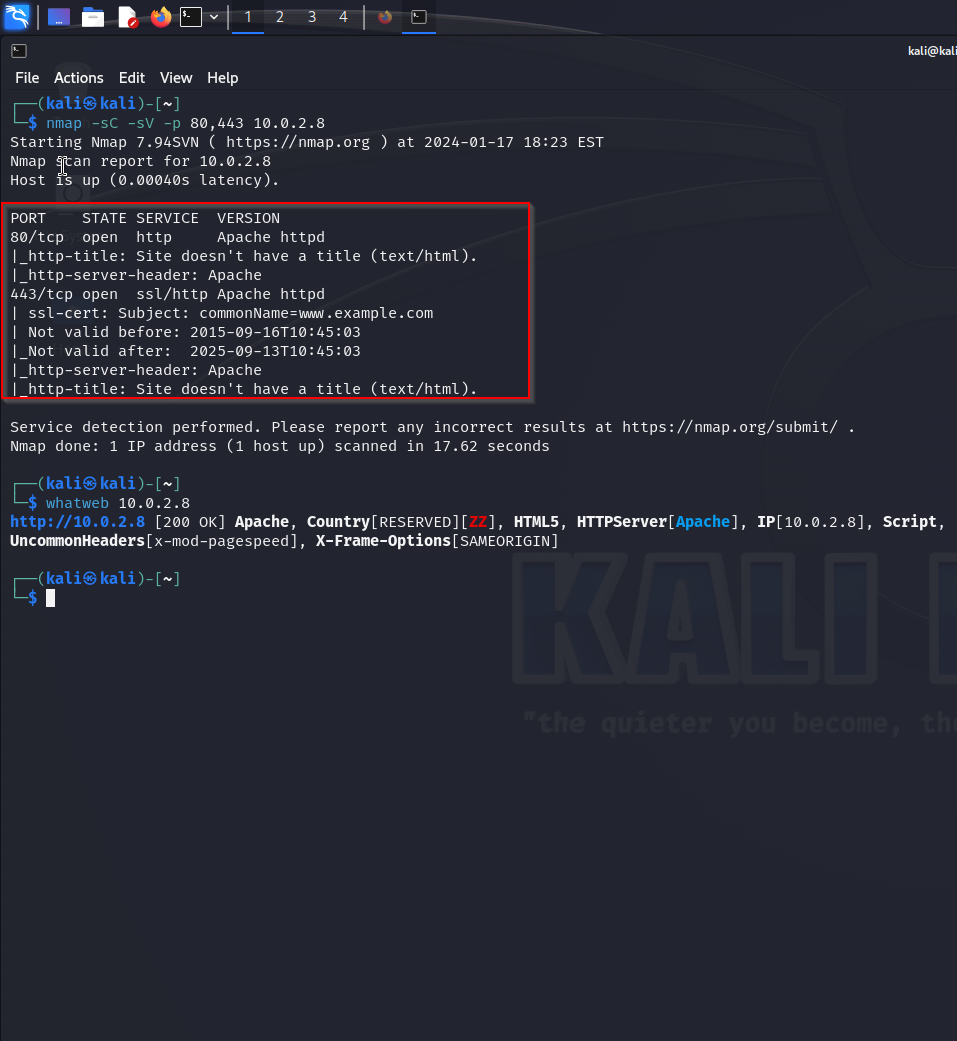 1 2 3 4
kali@kali
File Actions Edit View Help
┌──(kali㉿kali)-[~]
└─$ nmap -sC -sV -p 80,443 10.0.2.8
Starting Nmap 7.94SVN ( https://nmap.org ) at 2024-01-17 18:23 EST
Nmap scan report for 10.0.2.8
Host is up (0.00040s latency).
PORT    STATE SERVICE  VERSION
80/tcp  open  http     Apache httpd
|_http-title: Site doesn't have a title (text/html).
|_http-server-header: Apache
443/tcp open  ssl/http Apache httpd
| ssl-cert: Subject: commonName=www.example.com
| Not valid before: 2015-09-16T10:45:03
|_Not valid after:  2025-09-13T10:45:03
|_http-server-header: Apache
|_http-title: Site doesn't have a title (text/html).
Service detection performed. Please report any incorrect results at https://nmap.org/submit/ .
Nmap done: 1 IP address (1 host up) scanned in 17.62 seconds
┌──(kali㉿kali)-[~]
└─$ whatweb 10.0.2.8
http://10.0.2.8 [200 OK] Apache, Country[RESERVED][ZZ], HTML5, HTTPServer[Apache], IP[10.0.2.8], Script,
UncommonHeaders[x-mod-pagespeed], X-Frame-Options[SAMEORIGIN]
┌──(kali㉿kali)-[~]
└─$
KALI
"the quieter you become, the